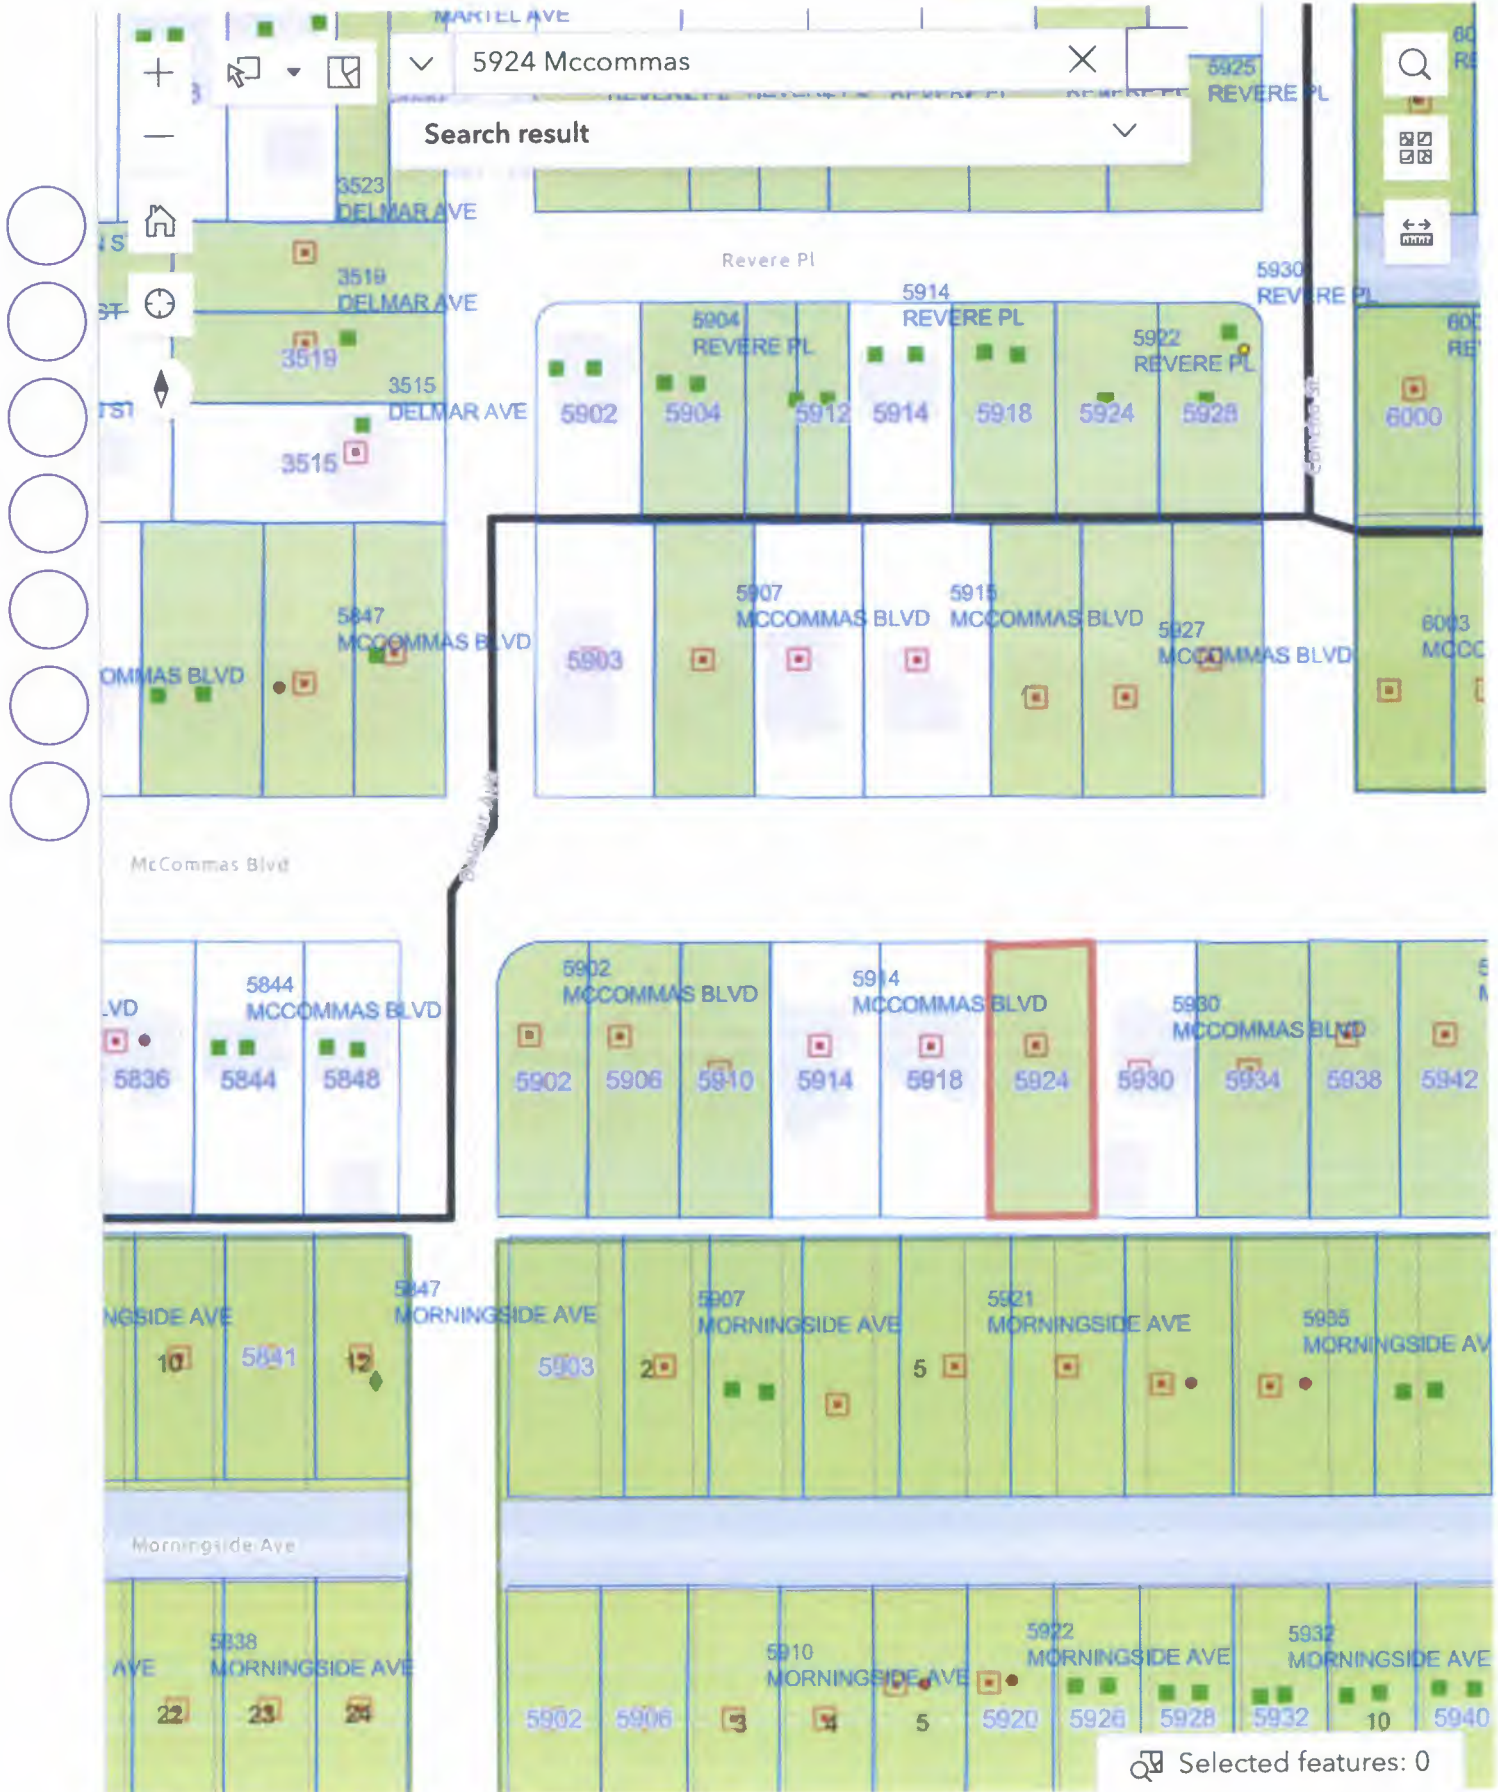 MARTEL AVE
5924 Mccommas
Search result
5925
REVERE PL
3523
DELMAR AVE
3519
DELMAR AVE
3519
3515
DELMAR AVE
3515
Revere Pl
5930
REVERE PL
5914
REVERE PL
5904
REVERE PL
5922
REVERE PL
5902
5904
5912
5914
5918
5924
5928
6000
5847
MCCOMMAS BLVD
OMMAS BLVD
5907
MCCOMMAS BLVD
5915
MCCOMMAS BLVD
5927
MCCOMMAS BLVD
6003
MCCO
5903
Delmar Ave
McCommas Blvd
LVD
5844
MCCOMMAS BLVD
5836
5844
5848
5902
MCCOMMAS BLVD
5914
MCCOMMAS BLVD
5930
MCCOMMAS BLVD
5902
5906
5910
5914
5918
5924
5930
5934
5938
5942
NGSIDE AVE
5847
MORNINGSIDE AVE
5907
MORNINGSIDE AVE
5921
MORNINGSIDE AVE
5935
MORNINGSIDE AV
10
5841
12
5903
2
5
Morningside Ave
AVE
5838
MORNINGSIDE AVE
5910
MORNINGSIDE AVE
5922
MORNINGSIDE AVE
5932
MORNINGSIDE AVE
22
23
24
5902
5906
3
4
5
5920
5926
5928
5932
10
5940
Selected features: 0